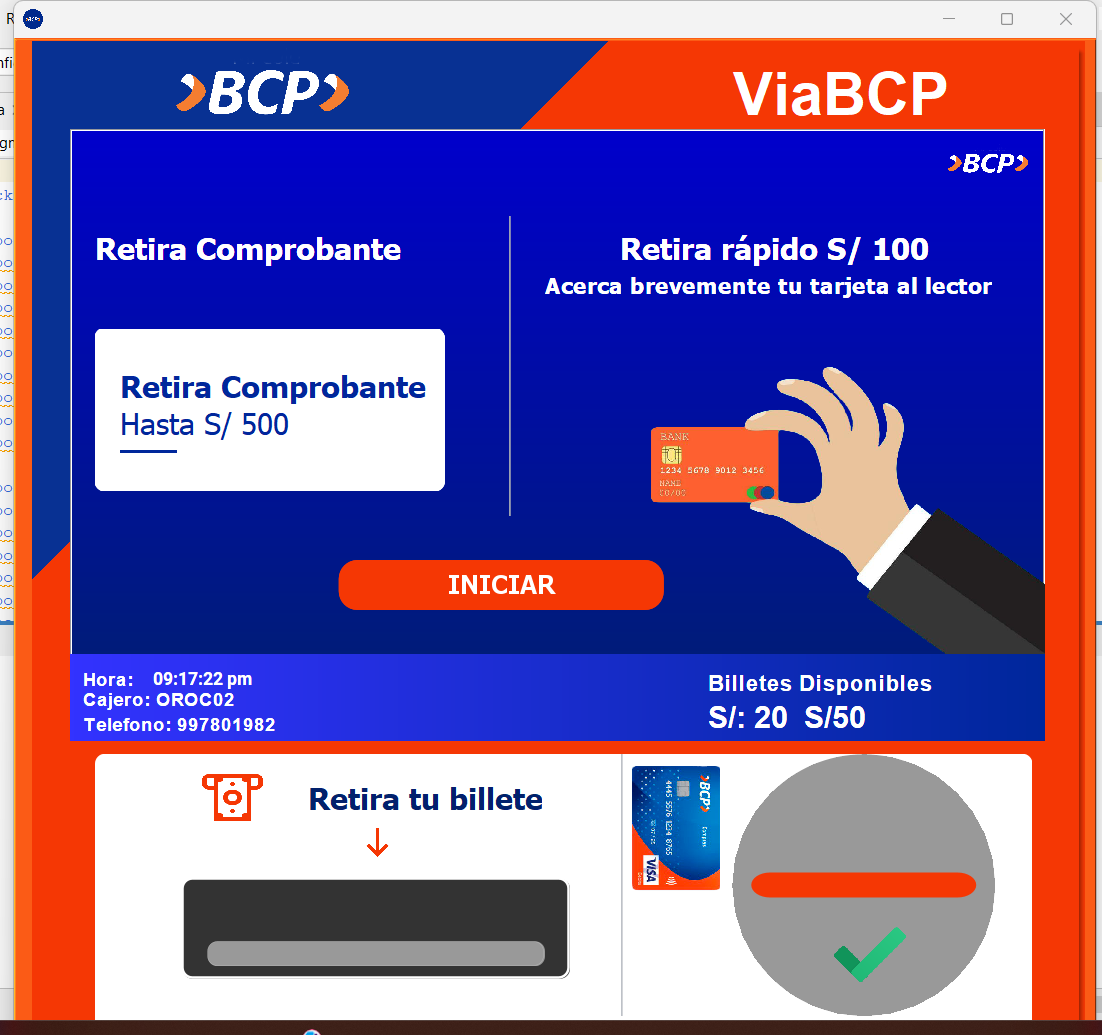 BCP
ViaBCP
BCP
Retira Comprobante
Retira rápido S/ 100
Acerca brevemente tu tarjeta al lector
Retira Comprobante
Hasta S/ 500
BANK
1234 5678 9012 3456
NAME
00/00
INICIAR
Hora: 09:17:22 pm
Cajero: OROC02
Telefono: 997801982
Billetes Disponibles
S/: 20 S/50
Retira tu billete
BCP
VISA